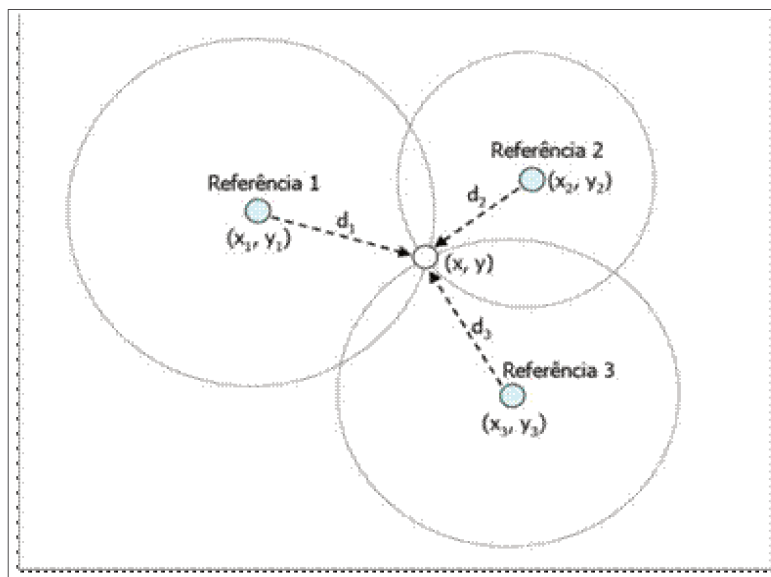 Referência 2
(x₂, y₂)
Referência 1
(x₁, y₁)
d₂
d₁
(x, y)
d₃
Referência 3
(x₃, y₃)